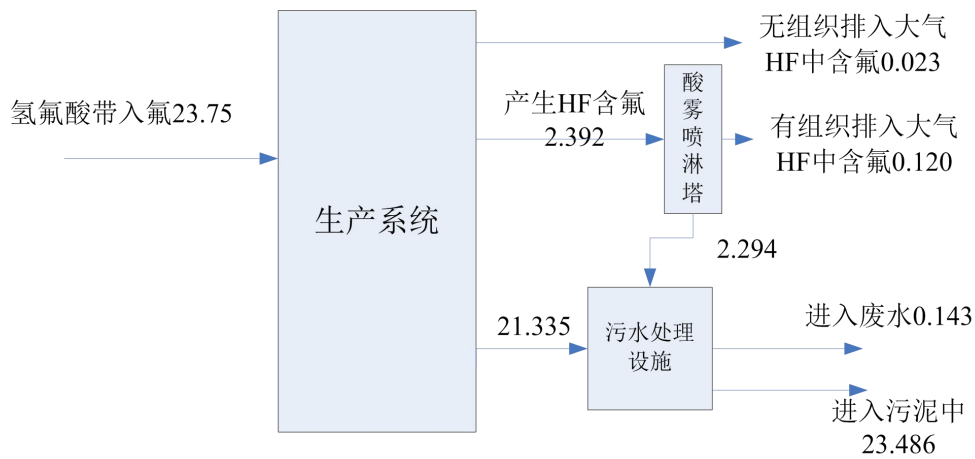 氢氟酸带入氟23.75
生产系统
无组织排入大气
HF中含氟0.023
产生HF含氟
2.392
酸雾喷淋塔
有组织排入大气
HF中含氟0.120
2.294
21.335
污水处理
设施
进入废水0.143
进入污泥中
23.486